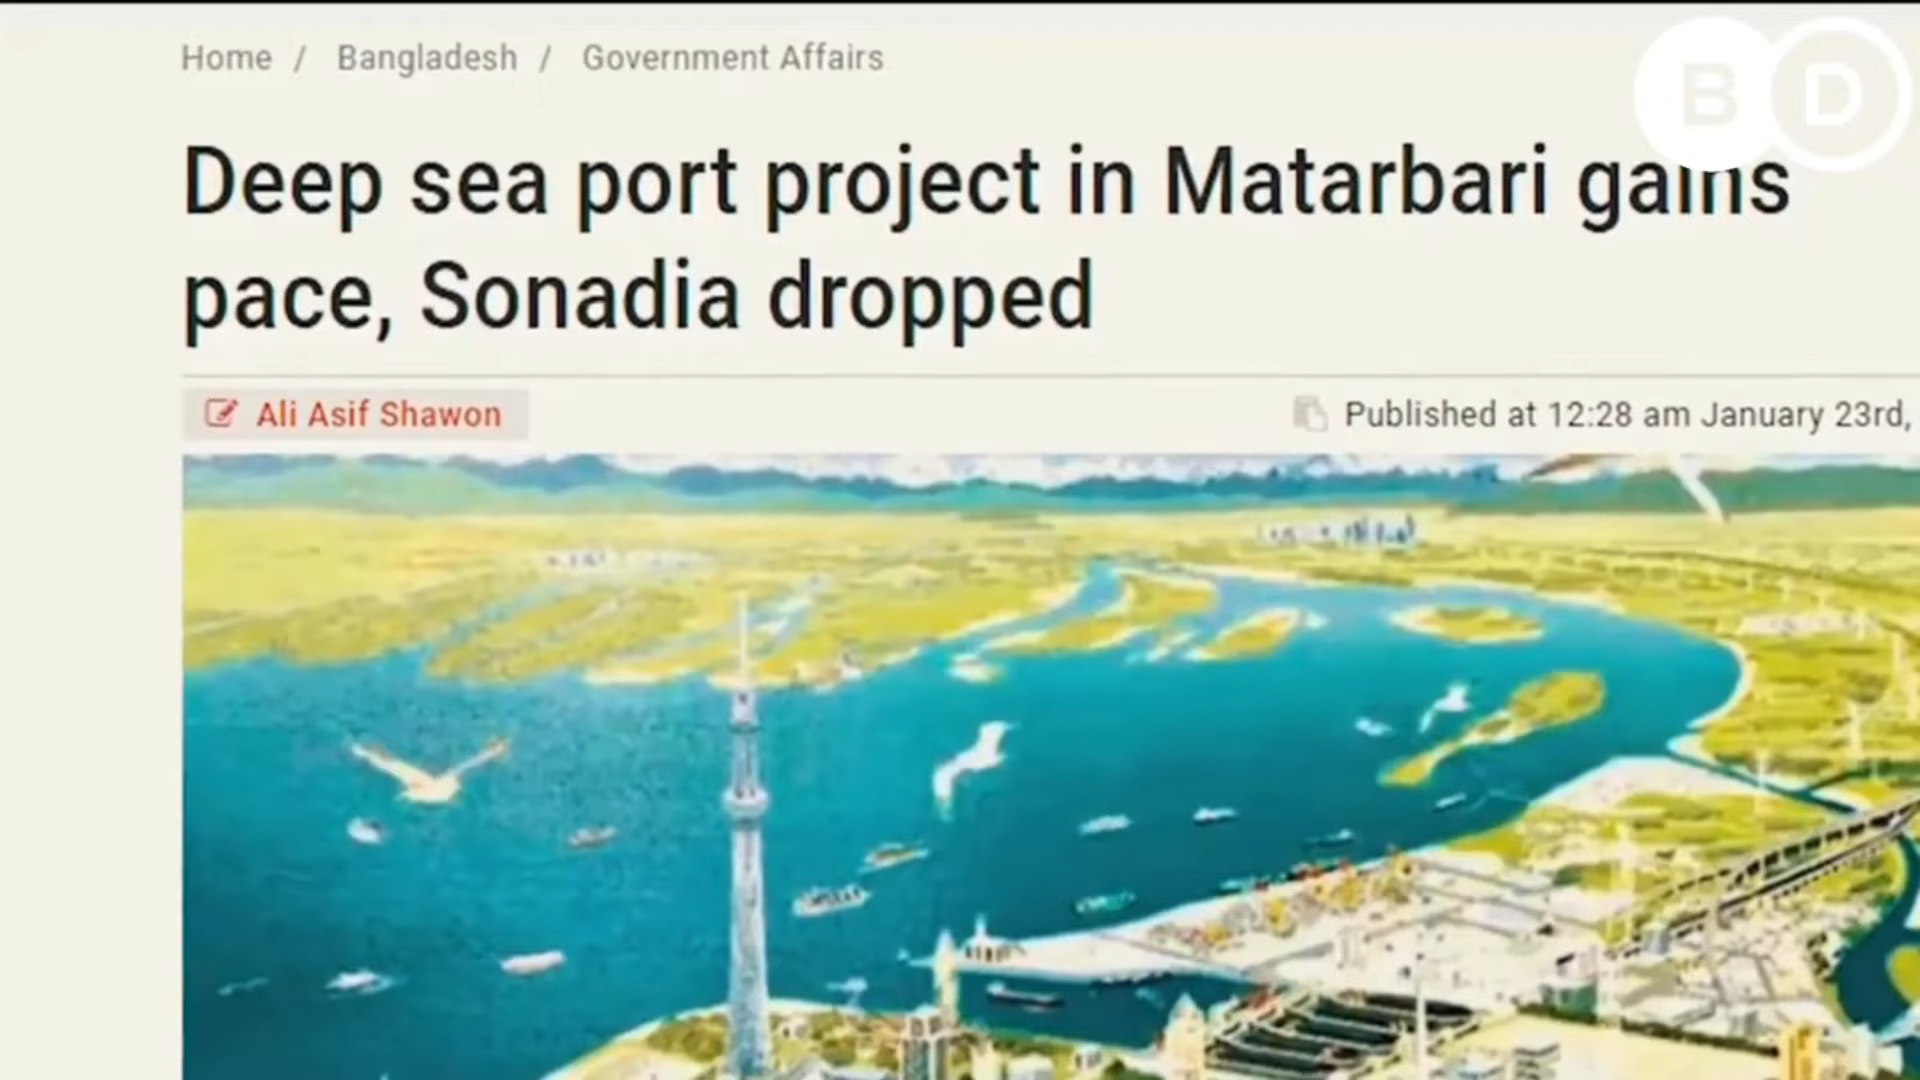 Home / Bangladesh / Government Affairs
B D
Deep sea port project in Matarbari gains
pace, Sonadia dropped
Ali Asif Shawon
Published at 12:28 am January 23rd,